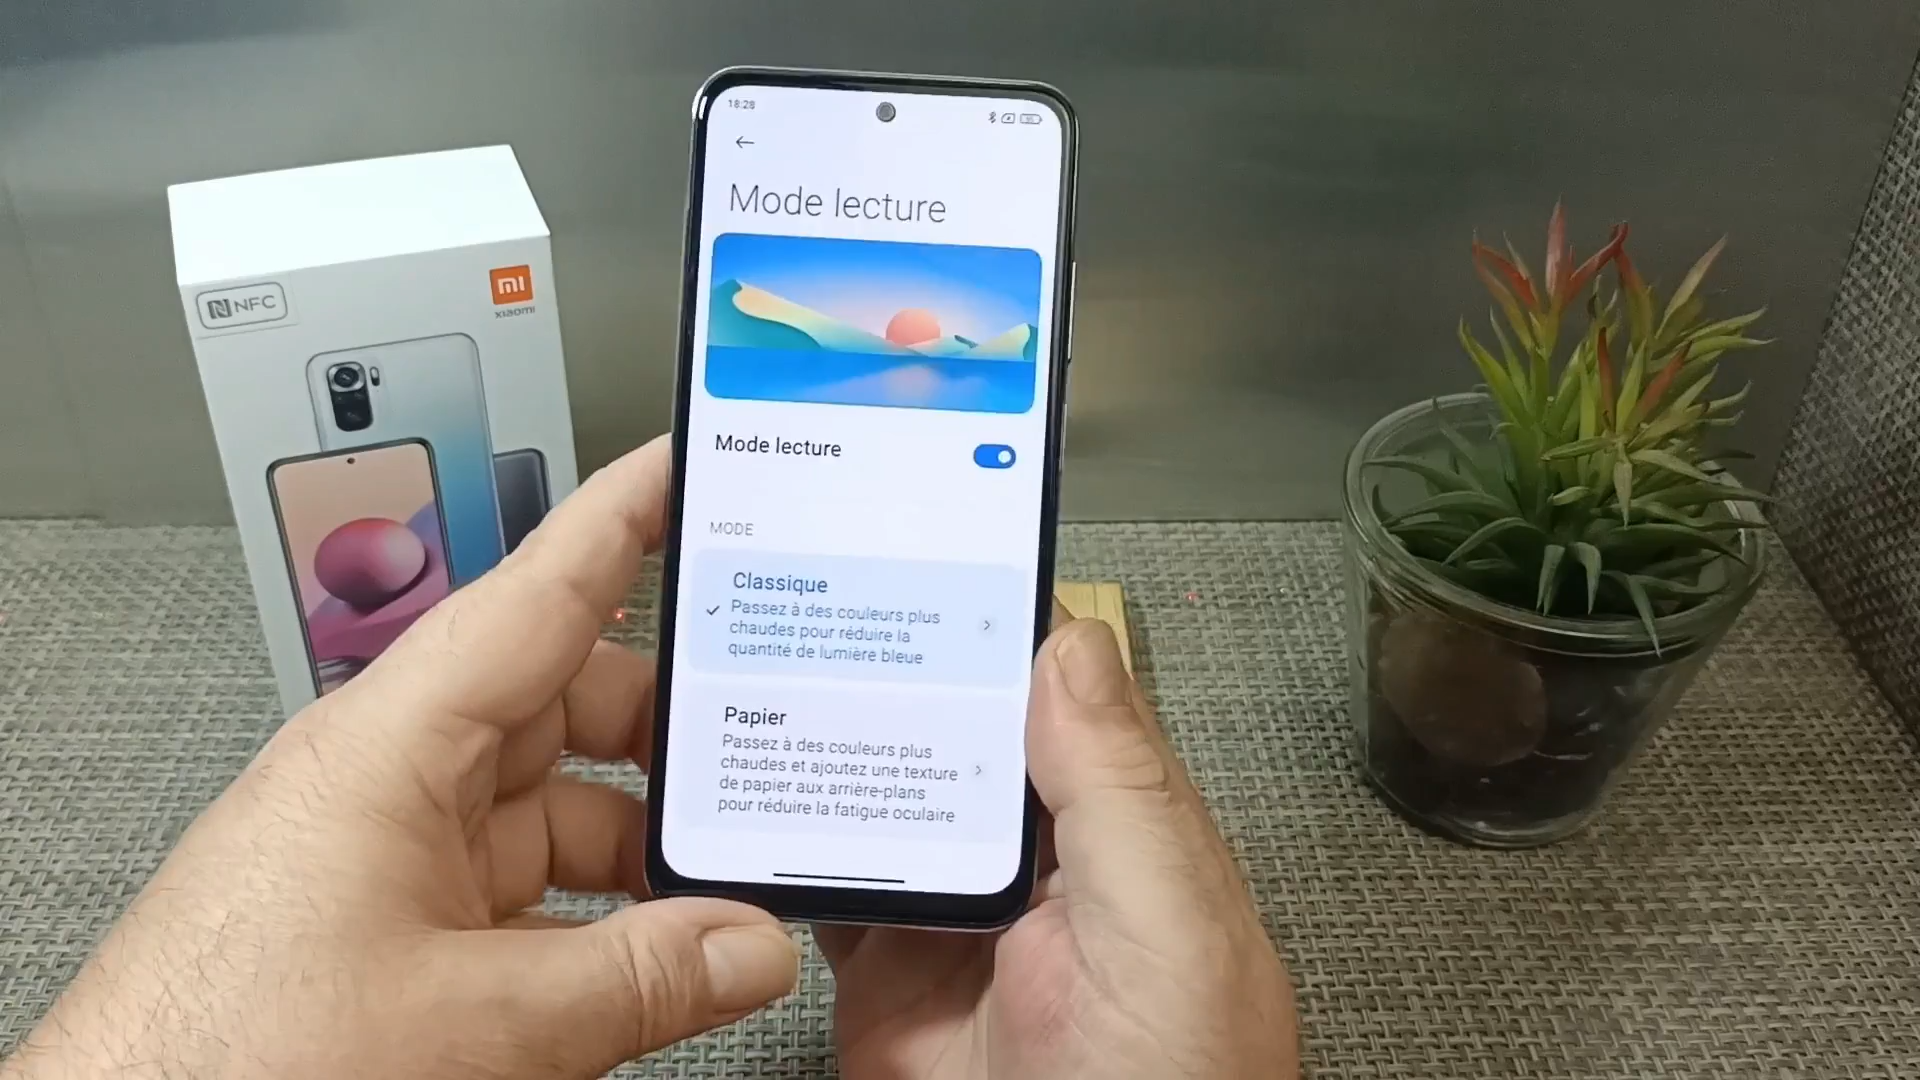 18:28
Mode lecture
Mode lecture
MODE
Classique
Passez à des couleurs plus
chaudes pour réduire la
quantité de lumière bleue
Papier
Passez à des couleurs plus
chaudes et ajoutez une texture
de papier aux arrière-plans
pour réduire la fatigue oculaire
NFC
mi
xiaomi